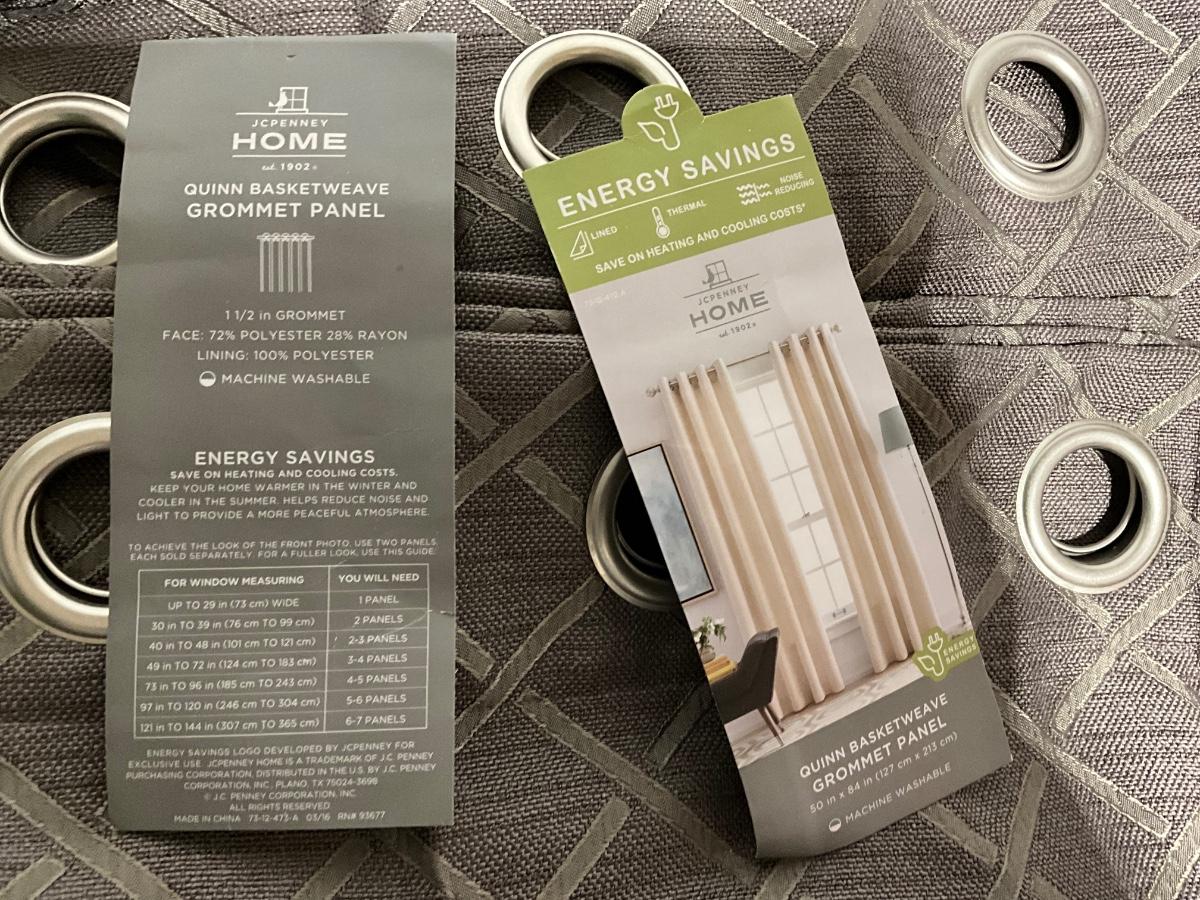 JCPENNEY
HOME
est. 1902®
QUINN BASKETWEAVE
GROMMET PANEL
1 1/2 in GROMMET
FACE: 72% POLYESTER 28% RAYON
LINING: 100% POLYESTER
MACHINE WASHABLE
ENERGY SAVINGS
SAVE ON HEATING AND COOLING COSTS.
KEEP YOUR HOME WARMER IN THE WINTER AND
COOLER IN THE SUMMER. HELPS REDUCE NOISE AND
LIGHT TO PROVIDE A MORE PEACEFUL ATMOSPHERE.
TO ACHIEVE THE LOOK OF THE FRONT PHOTO, USE TWO PANELS,
EACH SOLD SEPARATELY. FOR A FULLER LOOK, USE THIS GUIDE:
FOR WINDOW MEASURING YOU WILL NEED
UP TO 29 in (73 cm) WIDE 1 PANEL
30 in TO 39 in (76 cm TO 99 cm) 2 PANELS
40 in TO 48 in (101 cm TO 121 cm) 2-3 PANELS
49 in TO 72 in (124 cm TO 183 cm) 3-4 PANELS
73 in TO 96 in (185 cm TO 243 cm) 4-5 PANELS
97 in TO 120 in (246 cm TO 304 cm) 5-6 PANELS
121 in TO 144 in (307 cm TO 365 cm) 6-7 PANELS
ENERGY SAVINGS LOGO DEVELOPED BY JCPENNEY FOR
EXCLUSIVE USE. JCPENNEY HOME IS A TRADEMARK OF J.C. PENNEY
PURCHASING CORPORATION, DISTRIBUTED IN THE U.S. BY J.C. PENNEY
CORPORATION, INC., PLANO, TX 75024-3698
© J.C. PENNEY CORPORATION, INC.
ALL RIGHTS RESERVED
MADE IN CHINA 73-12-473-A 03/16 RN# 93677
ENERGY SAVINGS
LINED
THERMAL
NOISE
REDUCING
SAVE ON HEATING AND COOLING COSTS*
JCPENNEY
HOME
est. 1902®
ENERGY
SAVINGS
QUINN BASKETWEAVE
GROMMET PANEL
50 in x 84 in (127 cm x 213 cm)
MACHINE WASHABLE